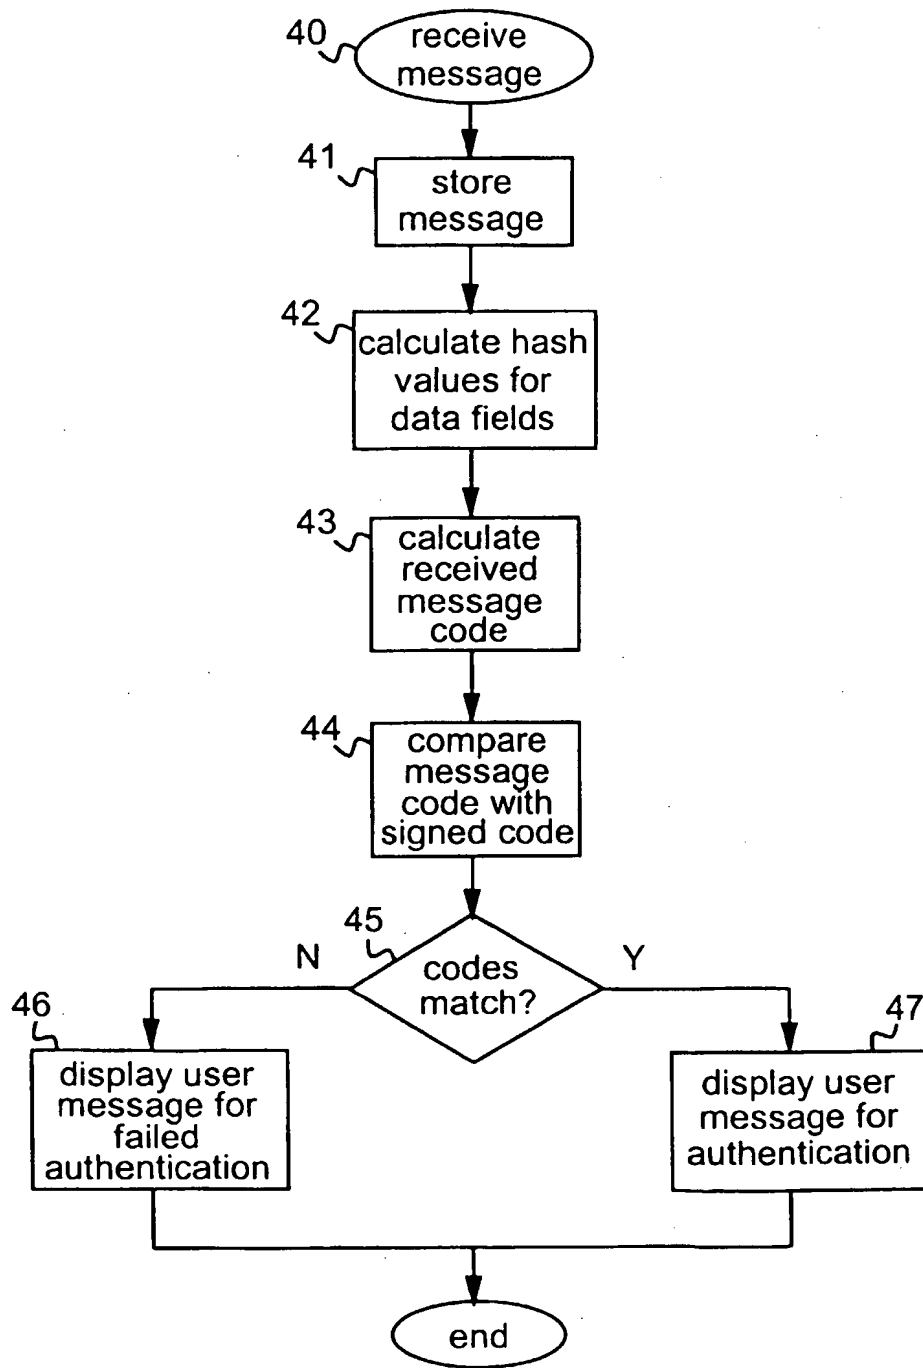 40
receive
message
41
store
message
42
calculate hash
values for
data fields
43
calculate
received
message
code
44
compare
message
code with
signed code
45
N
codes
match?
Y
46
display user
message for
failed
authentication
47
display user
message for
authentication
end